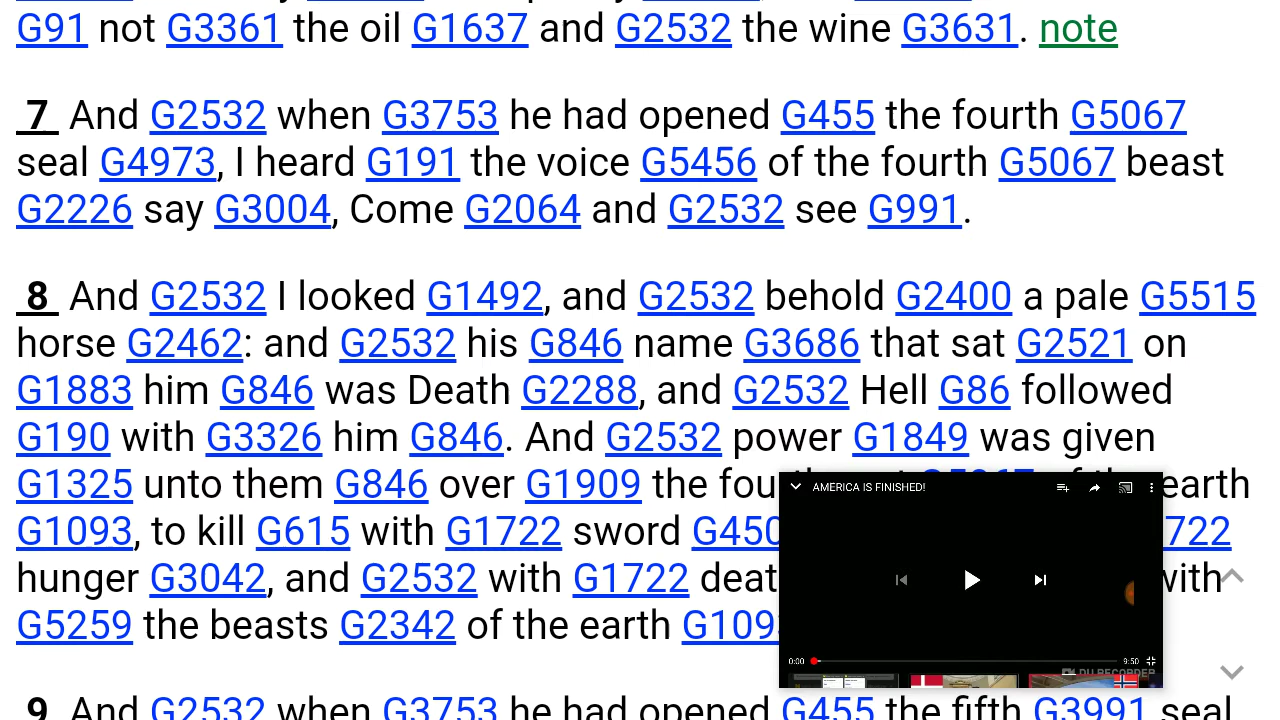 G91 not G3361 the oil G1637 and G2532 the wine G3631. note
7 And G2532 when G3753 he had opened G455 the fourth G5067
seal G4973, I heard G191 the voice G5456 of the fourth G5067 beast
G2226 say G3004, Come G2064 and G2532 see G991.
8 And G2532 I looked G1492, and G2532 behold G2400 a pale G5515
horse G2462: and G2532 his G846 name G3686 that sat G2521 on
G1883 him G846 was Death G2288, and G2532 Hell G86 followed
G190 with G3326 him G846. And G2532 power G1849 was given
G1325 unto them G846 over G1909 the fou earth
G1093, to kill G615 with G1722 sword G450 722
hunger G3042, and G2532 with G1722 deat with
G5259 the beasts G2342 of the earth G109
AMERICA IS FINISHED!
0:00 9:50
DU RECORDER
9 And G2532 when G3753 he had opened G455 the fifth G3991 seal